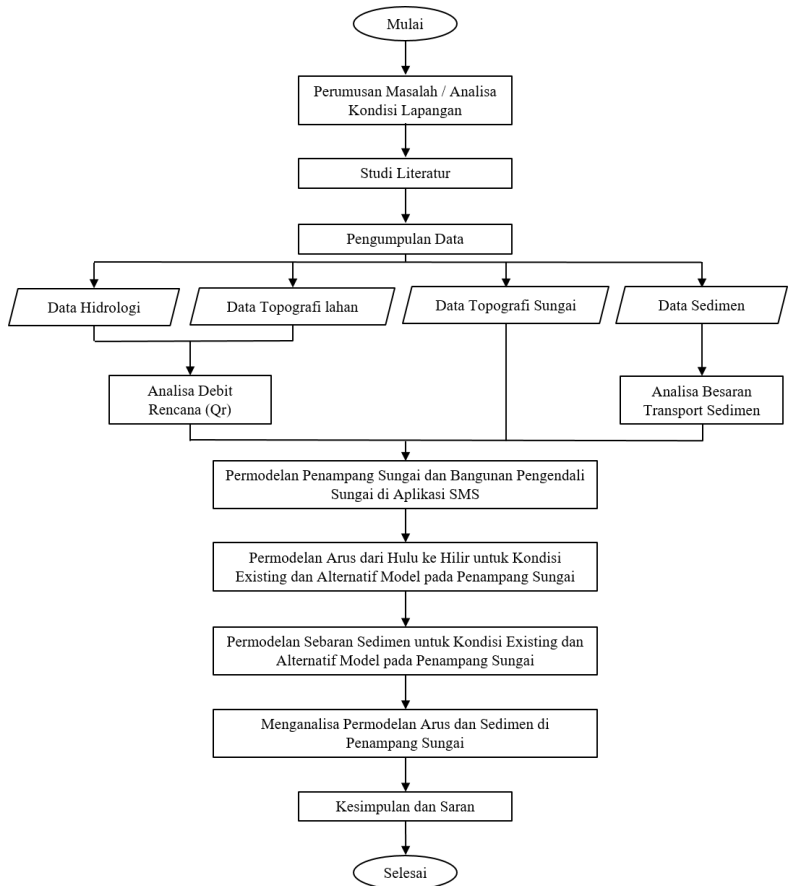 Mulai
Perumusan Masalah / Analisa
Kondisi Lapangan
Studi Literatur
Pengumpulan Data
Data Hidrologi
Data Topografi lahan
Data Topografi Sungai
Data Sedimen
Analisa Debit
Rencana (Qr)
Analisa Besaran
Transport Sedimen
Permodelan Penampang Sungai dan Bangunan Pengendali
Sungai di Aplikasi SMS
Permodelan Arus dari Hulu ke Hilir untuk Kondisi
Existing dan Alternatif Model pada Penampang Sungai
Permodelan Sebaran Sedimen untuk Kondisi Existing dan
Alternatif Model pada Penampang Sungai
Menganalisa Permodelan Arus dan Sedimen di
Penampang Sungai
Kesimpulan dan Saran
Selesai